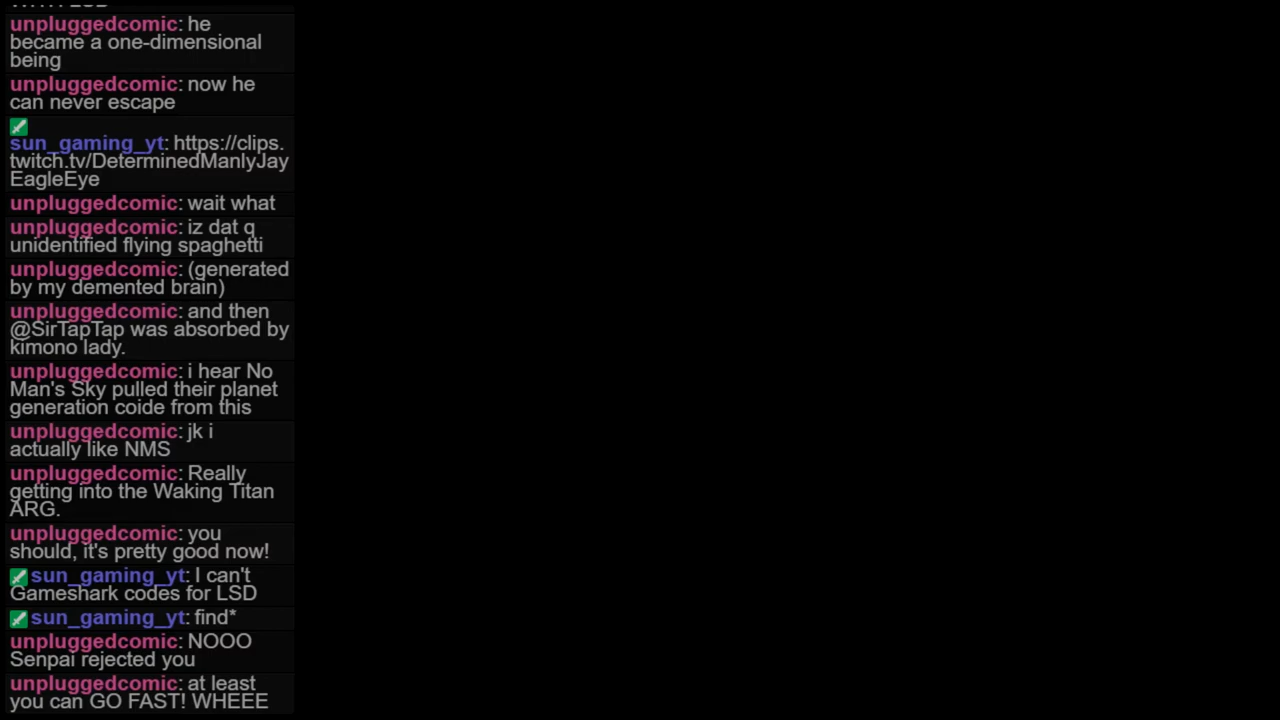 unpluggedcomic: he
became a one-dimensional
being
unpluggedcomic: now he
can never escape
sun_gaming_yt: https://clips.
twitch.tv/DeterminedManlyJay
EagleEye
unpluggedcomic: wait what
unpluggedcomic: iz dat q
unidentified flying spaghetti
unpluggedcomic: (generated
by my demented brain)
unpluggedcomic: and then
@SirTapTap was absorbed by
kimono lady.
unpluggedcomic: i hear No
Man's Sky pulled their planet
generation coide from this
unpluggedcomic: jk i
actually like NMS
unpluggedcomic: Really
getting into the Waking Titan
ARG.
unpluggedcomic: you
should, it's pretty good now!
sun_gaming_yt: I can't
Gameshark codes for LSD
sun_gaming_yt: find*
unpluggedcomic: NOOO
Senpai rejected you
unpluggedcomic: at least
you can GO FAST! WHEEE